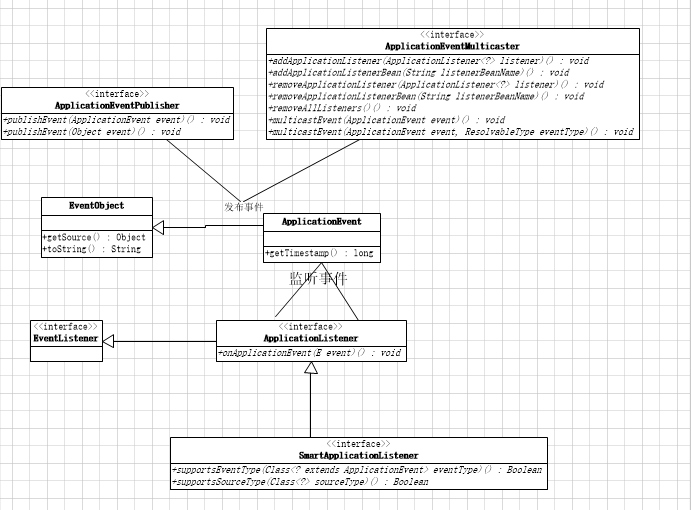 <<interface>>
ApplicationEventMulticaster
+addApplicationListener(ApplicationListener<?> listener)() : void
+addApplicationListenerBean(String listenerBeanName)() : void
+removeApplicationListener(ApplicationListener<?> listener)() : void
+removeApplicationListenerBean(String listenerBeanName)() : void
+removeAllListeners()() : void
+multicastEvent(ApplicationEvent event)() : void
+multicastEvent(ApplicationEvent event, ResolvableType eventType)() : void
<<interface>>
ApplicationEventPublisher
+publishEvent(ApplicationEvent event)() : void
+publishEvent(Object event)() : void
发布事件
EventObject
+getSource() : Object
+toString() : String
ApplicationEvent
+getTimestamp() : long
监听事件
<<interface>>
EventListener
<<interface>>
ApplicationListener
+onApplicationEvent(E event)() : void
<<interface>>
SmartApplicationListener
+supportsEventType(Class<? extends ApplicationEvent> eventType)() : Boolean
+supportsSourceType(Class<?> sourceType)() : Boolean